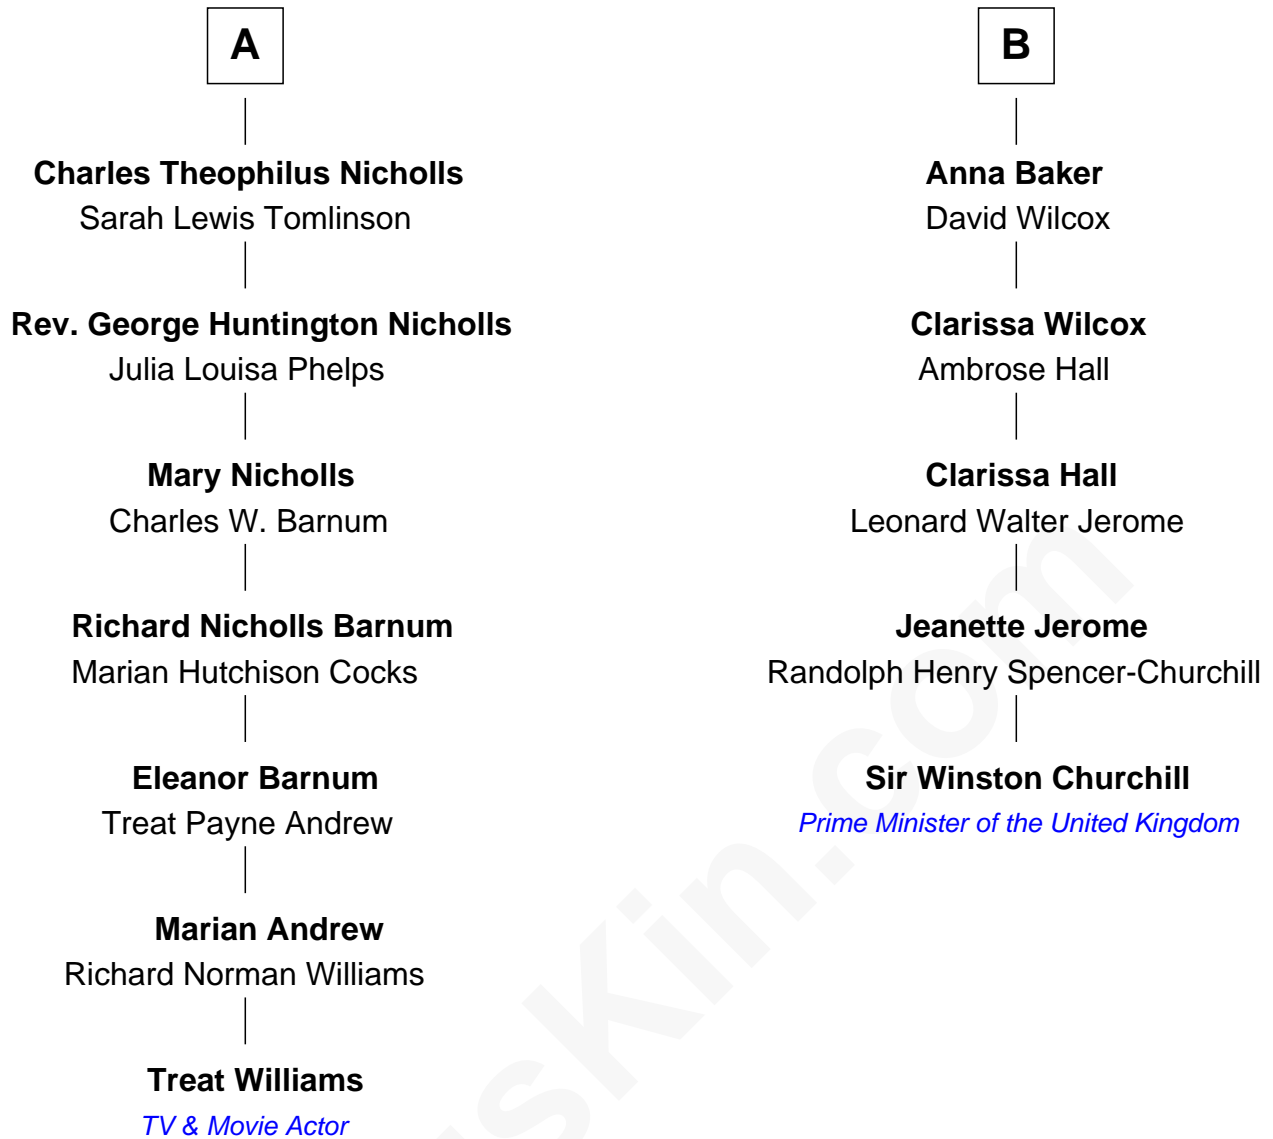 A
Charles Theophilus Nicholls
Sarah Lewis Tomlinson
Rev. George Huntington Nicholls
Julia Louisa Phelps
Mary Nicholls
Charles W. Barnum
Richard Nicholls Barnum
Marian Hutchison Cocks
Eleanor Barnum
Treat Payne Andrew
Marian Andrew
Richard Norman Williams
Treat Williams
TV & Movie Actor
B
Anna Baker
David Wilcox
Clarissa Wilcox
Ambrose Hall
Clarissa Hall
Leonard Walter Jerome
Jeanette Jerome
Randolph Henry Spencer-Churchill
Sir Winston Churchill
Prime Minister of the United Kingdom
usKin.com